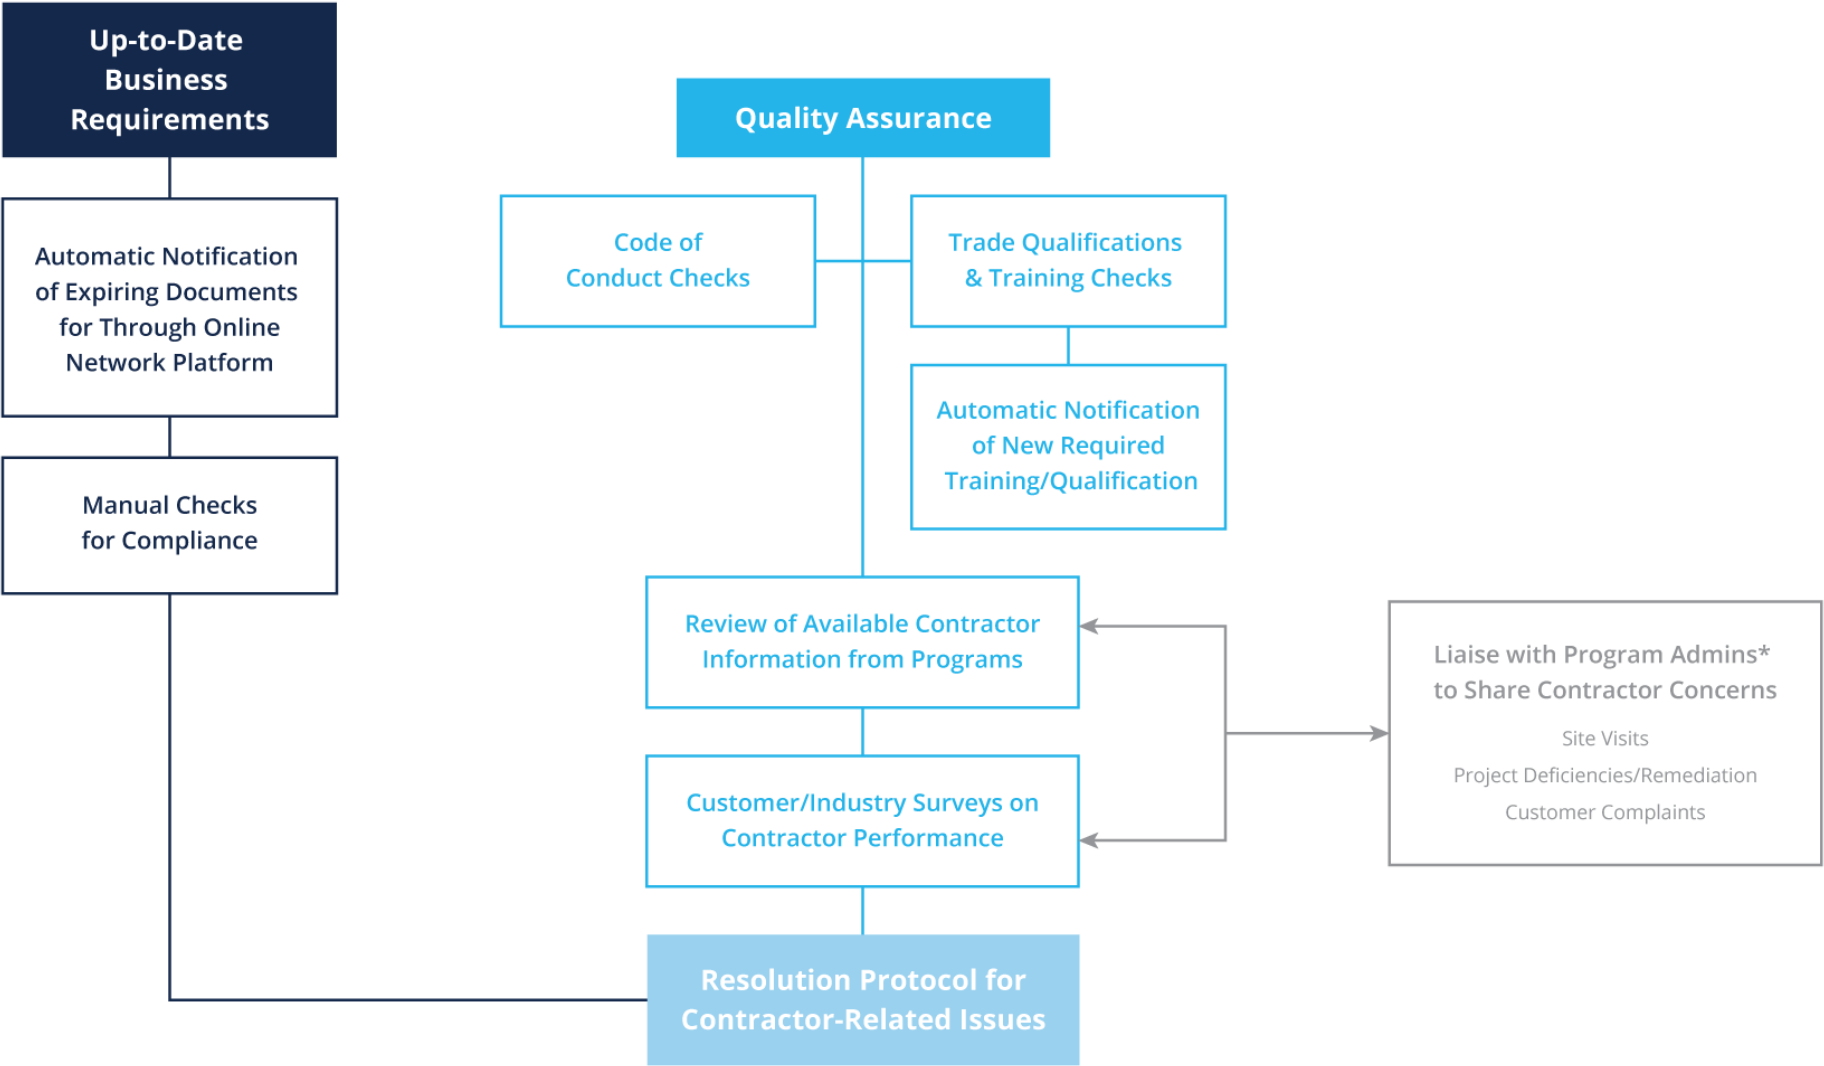 Up-to-Date
Business
Requirements
Automatic Notification
of Expiring Documents
for Through Online
Network Platform
Manual Checks
for Compliance
Quality Assurance
Code of
Conduct Checks
Trade Qualifications
& Training Checks
Automatic Notification
of New Required
Training/Qualification
Review of Available Contractor
Information from Programs
Customer/Industry Surveys on
Contractor Performance
Liaise with Program Admins*
to Share Contractor Concerns
Site Visits
Project Deficiencies/Remediation
Customer Complaints
Resolution Protocol for
Contractor-Related Issues